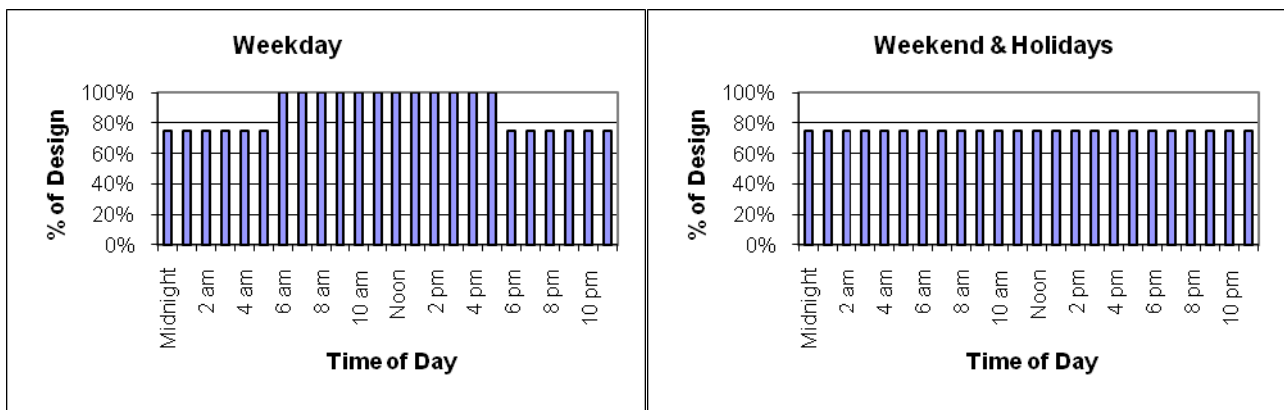 Weekday
100%
80%
60%
40%
20%
0%
% of Design
Midnight
2 am
4 am
6 am
8 am
10 am
Noon
2 pm
4 pm
6 pm
8 pm
10 pm
Time of Day
Weekend & Holidays
100%
80%
60%
40%
20%
0%
% of Design
Midnight
2 am
4 am
6 am
8 am
10 am
Noon
2 pm
4 pm
6 pm
8 pm
10 pm
Time of Day